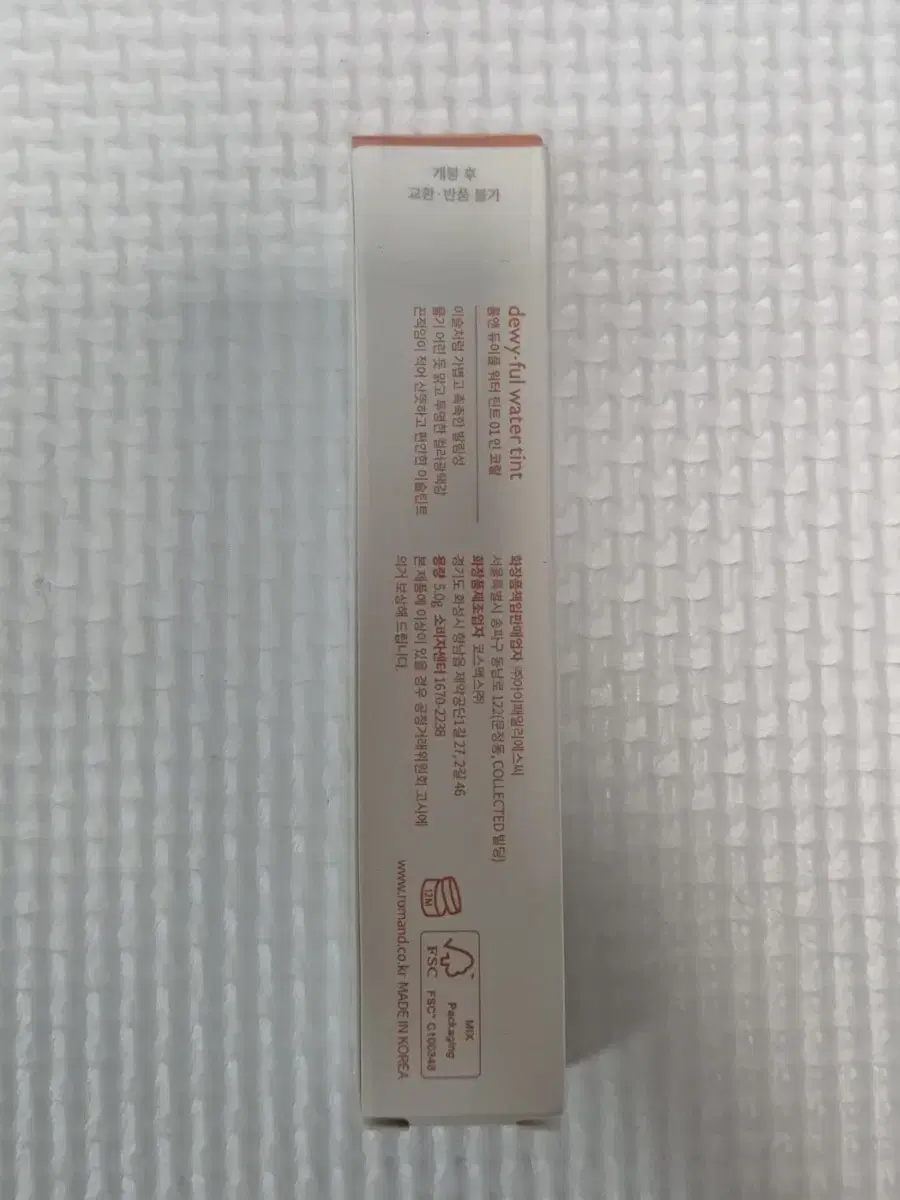 개봉 후
교환·반품 불가
dewy·ful water tint
롬앤 듀이풀 워터 틴트 01 인 코랄
이슬처럼 가볍고 촉촉한 발림성
물기 어린 듯 맑고 투명한 컬러광택감
끈적임이 적어 산뜻하고 편안한 이슬틴트
화장품책임판매업자 ㈜아이패밀리에스씨
서울특별시 송파구 동남로 122(문정동, COLLECTED 빌딩)
화장품제조업자 코스맥스㈜
경기도 화성시 향남읍 제약공단1길 27, 2길 46
용량 5.0g 소비자센터 1670-2238
본 제품에 이상이 있을 경우 공정거래위원회 고시에
의거 보상해 드립니다.
12M
FSC
MIX
Packaging
FSC™ C100348
www.romand.co.kr MADE IN KOREA